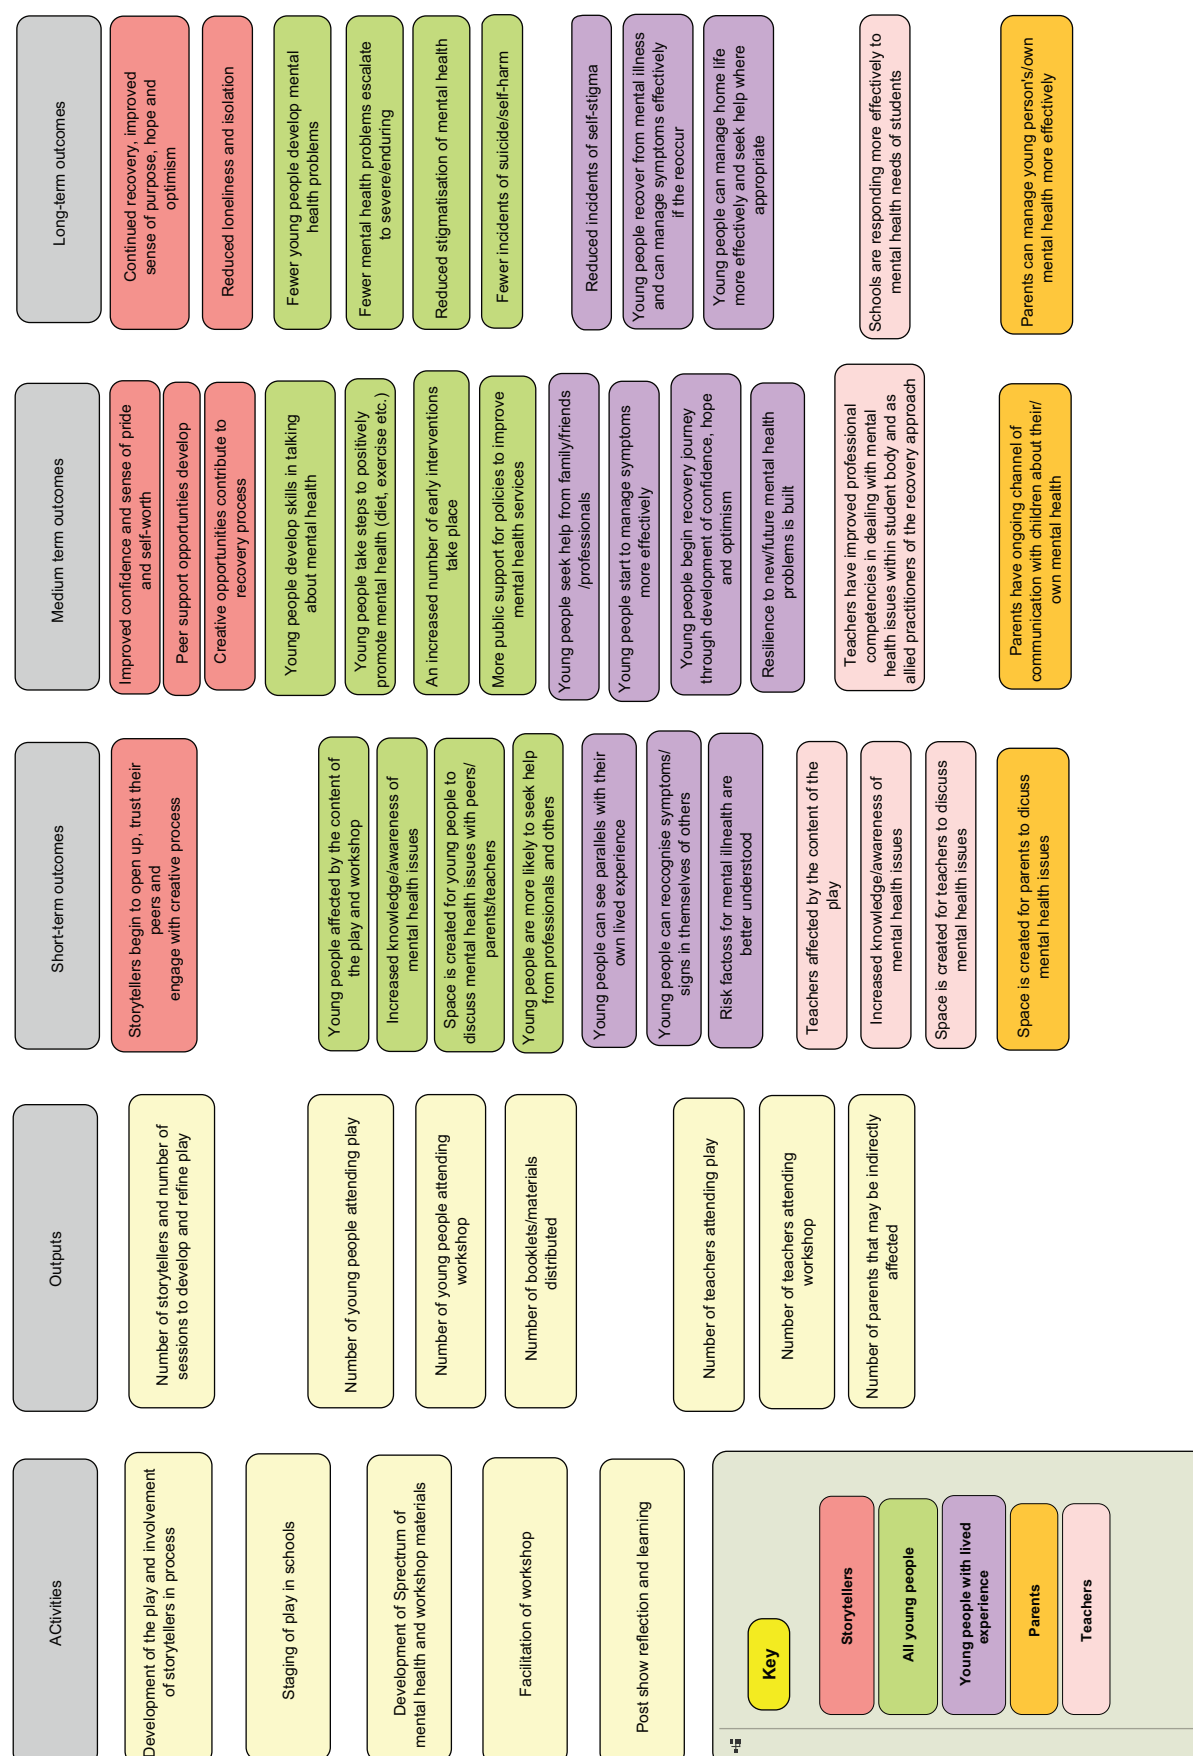 ACtivities
Development of the play and involvement
of storytellers in process
Staging of play in schools
Development of Sprectrum of
mental health and workshop materials
Facilitation of workshop
Post show reflection and learning
Outputs
Number of storytellers and number of
sessions to develop and refine play
Number of young people attending play
Number of young people attending
workshop
Number of booklets/materials
distributed
Number of teachers attending play
Number of teachers attending
workshop
Number of parents that may be indirectly
affected
Short-term outcomes
Storytellers begin to open up, trust their
peers and
engage with creative process
Young people affected by the content of
the play and workshop
Increased knowledge/awareness of
mental health issues
Space is created for young people to
discuss mental health issues with peers/
parents/teachers
Young people are more likely to seek help
from professionals and others
Young people can see parallels with their
own lived experience
Young people can reocognise symptoms/
signs in themselves of others
Risk factoss for mental illnealth are
better understood
Teachers affected by the content of the
play
Increased knowledge/awareness of
mental health issues
Space is created for teachers to discuss
mental health issues
Space is created for parents to dicuss
mental health issues
Medium term outcomes
Improved confidence and sense of pride
and self-worth
Peer support opportunties develop
Creative opportunities contribute to
recovery process
Young people develop skills in talking
about mental health
Young people take steps to positively
promote mental health (diet, exercise etc.)
An increased number of early interventions
take place
More public support for policies to improve
mental health services
Young people seek help from family/friends
/professionals
Young people start to manage symptoms
more effectively
Young people begin recovery journey
through development of confidence, hope
and optimism
Resilience to new/future mental health
problems is built
Teachers have improved professional
competencies in dealing with mental
health issues within student body and as
allied practitioners of the recovery approach
Parents have ongoing channel of
communication with children about their/
own mental health
Long-term outcomes
Continued recovery, improved
sense of purpose, hope and
optimism
Reduced loneliness and isolation
Fewer young people develop mental
health problems
Fewer mental health problems escalate
to severe/enduring
Reduced stigmatisation of mental health
Fewer incidents of suicide/self-harm
Reduced incidents of self-stigma
Young people recover from mental illness
and can manage symptoms effectively
if the reoccur
Young people can manage home life
more effectively and seek help where
appropriate
Schools are responding more effectively to
mental health needs of students
Parents can manage young person's/own
mental health more effectively
Key
Storytellers
All young people
Young people with lived
experience
Parents
Teachers